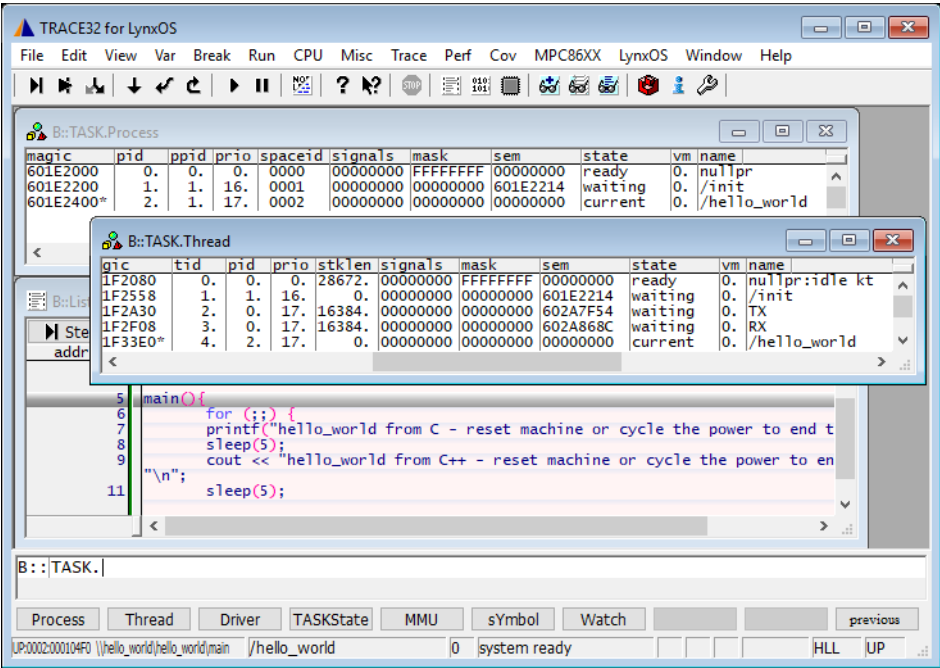 TRACE32 for LynxOS
File Edit View Var Break Run CPU Misc Trace Perf Cov MPC86XX LynxOS Window Help
STOP
B::TASK.Process
magic pid ppid prio spaceid signals mask sem state vm name
601E2000 0. 0. 0. 0000 00000000 FFFFFFFF 00000000 ready 0. nullpr
601E2200 1. 1. 16. 0001 00000000 00000000 601E2214 waiting 0. /init
601E2400* 2. 1. 17. 0002 00000000 00000000 00000000 current 0. /hello_world
B::TASK.Thread
gic tid pid prio stklen signals mask sem state vm name
1F2080 0. 0. 0. 28672. 00000000 FFFFFFFF 00000000 ready 0. nullpr:idle kt
1F2558 1. 1. 16. 0. 00000000 00000000 601E2214 waiting 0. /init
1F2A30 2. 0. 17. 16384. 00000000 00000000 602A7F54 waiting 0. TX
1F2F08 3. 0. 17. 16384. 00000000 00000000 602A868C waiting 0. RX
1F33E0* 4. 2. 17. 0. 00000000 00000000 00000000 current 0. /hello_world
B::Lis
Ste
addr
5 main(){
6 for (;;) {
7 printf("hello_world from C - reset machine or cycle the power to end t
8 sleep(5);
9 cout << "hello_world from C++ - reset machine or cycle the power to en
"\n";
11 sleep(5);
B::TASK.
Process Thread Driver TASKState MMU sYmbol Watch previous
UP:0002:000104F0 \\hello_world\hello_world\main /hello_world 0 system ready HLL UP